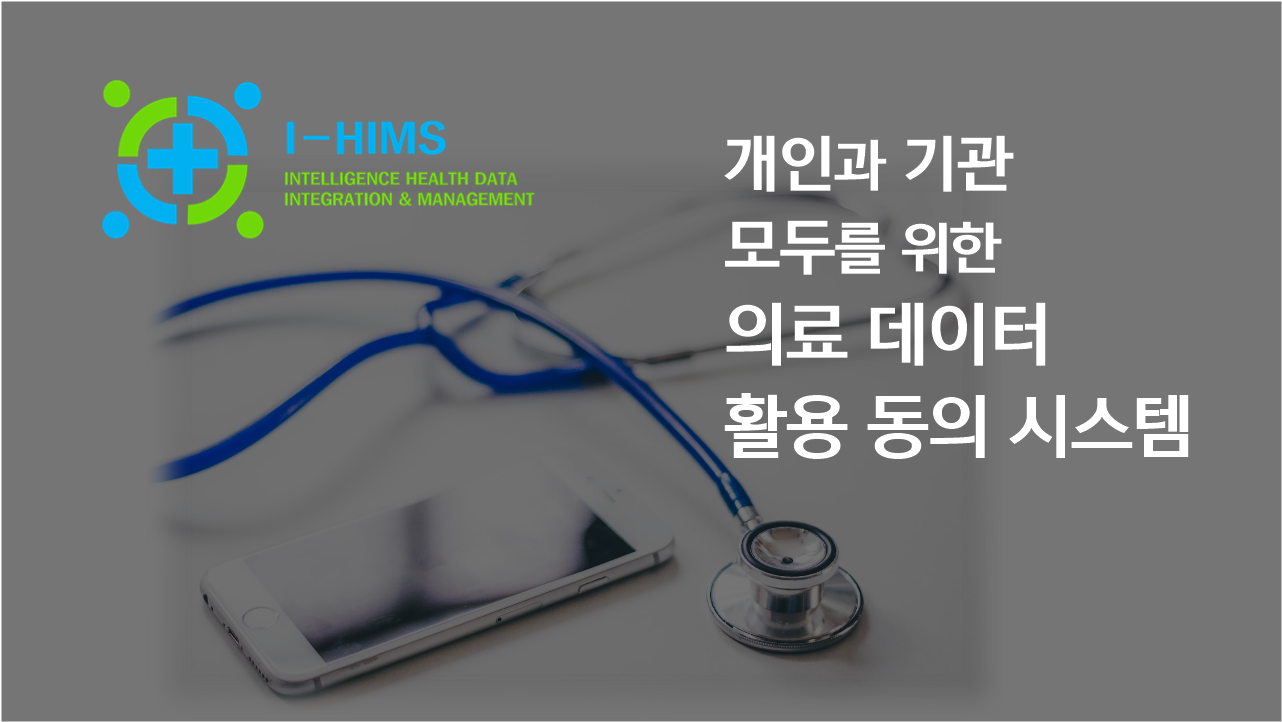 I-HIMS
INTELLIGENCE HEALTH DATA
INTEGRATION & MANAGEMENT
개인과 기관
모두를 위한
의료 데이터
활용 동의 시스템